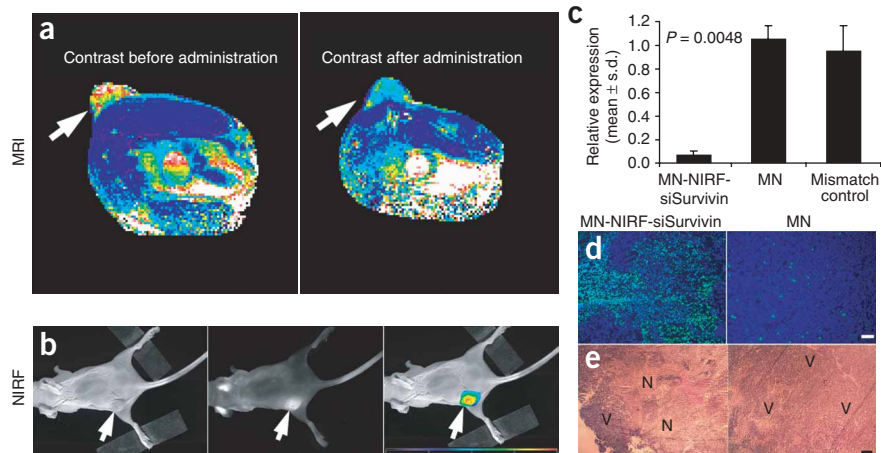 a
Contrast before administration
Contrast after administration
MRI
b
NIRF
c
Relative expression
(mean ± s.d.)
1.2
1.0
0.8
0.6
0.4
0.2
0.0
P = 0.0048
MN-NIRF-
siSurvivin
MN
Mismatch
control
MN-NIRF-siSurvivin
MN
d
e
V
N
N
V
V
V